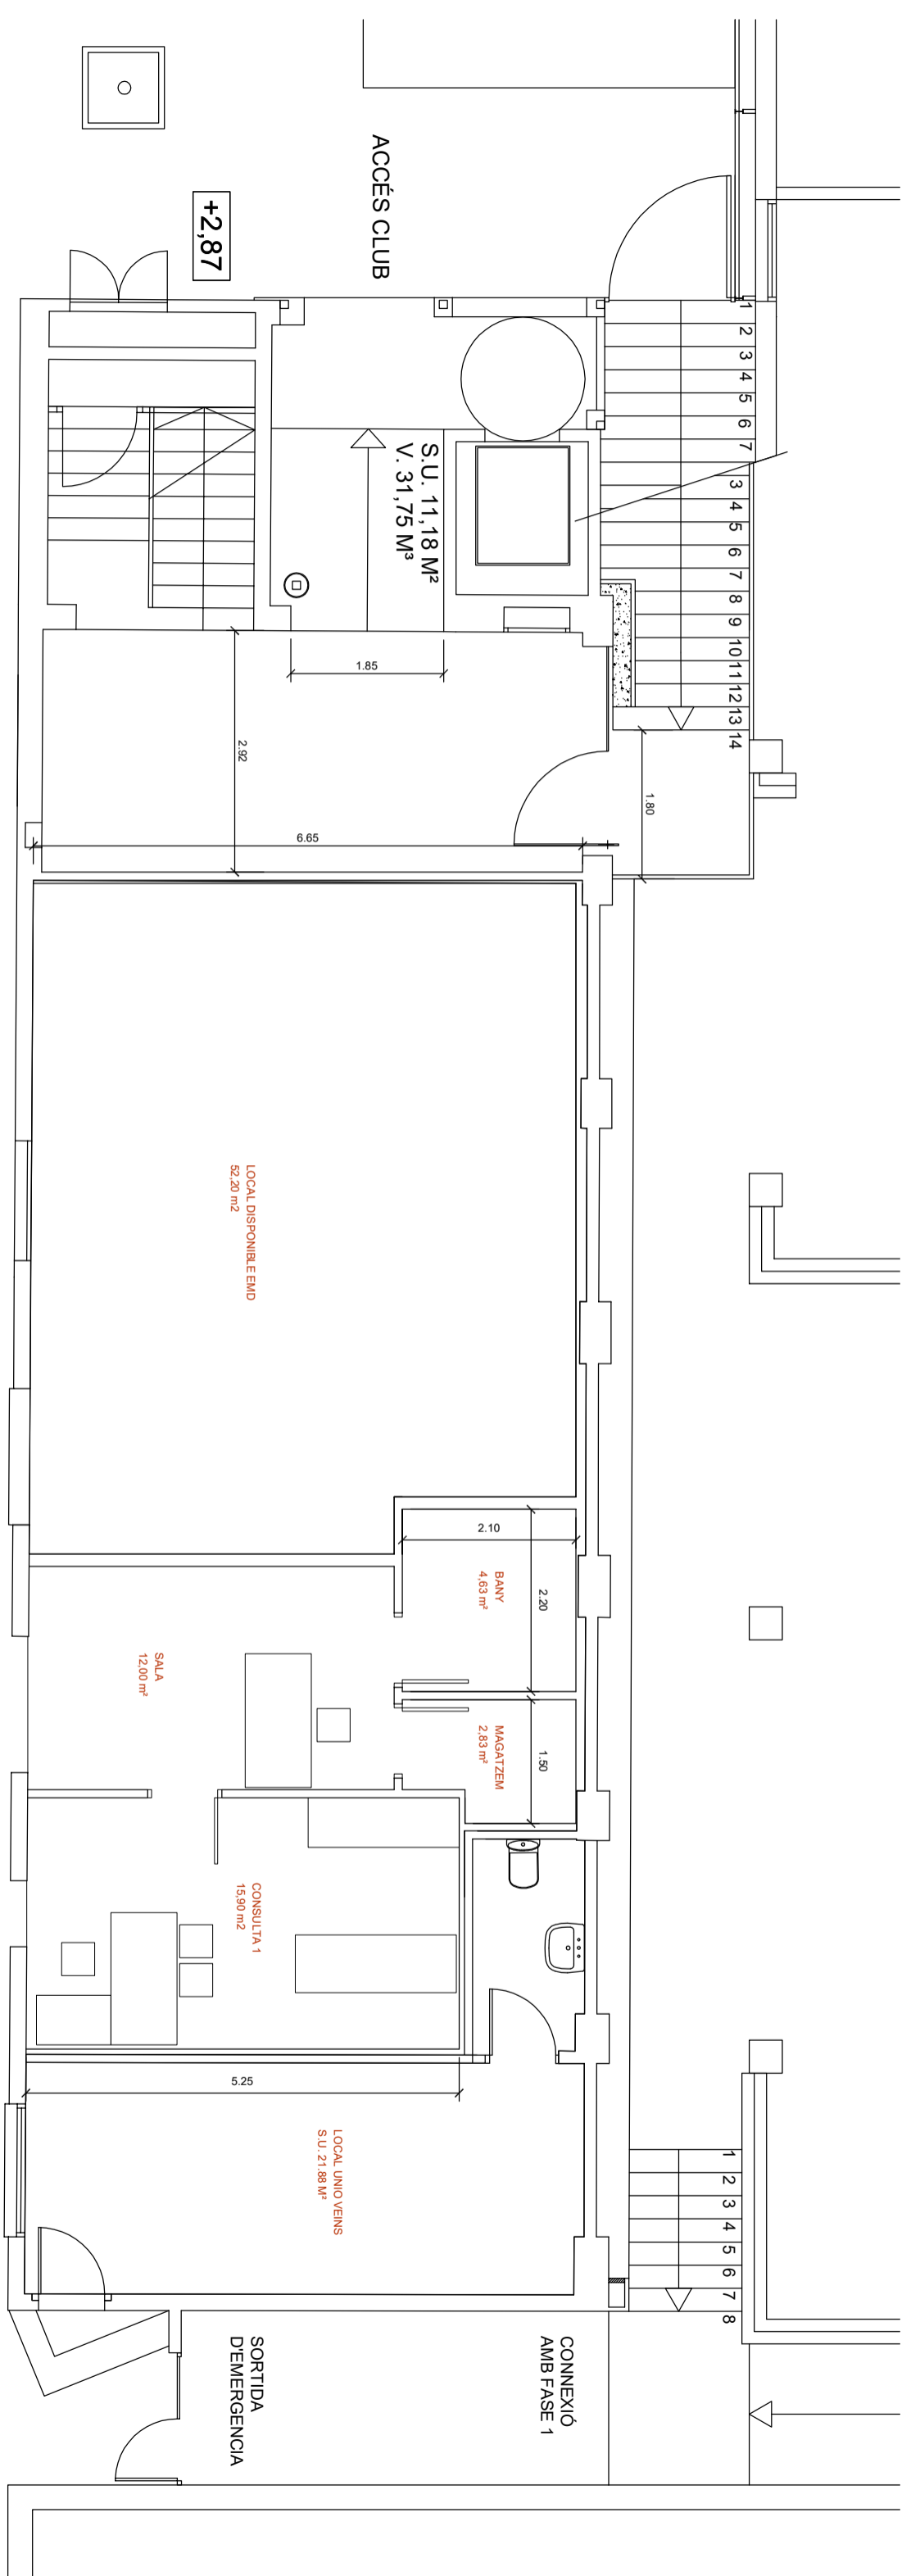 ACCÉS CLUB
+2,87
1
2
3
4
5
6
7
3
4
5
6
7
8
9
10
11
12
13
14
S.U. 11,18 M²
V. 31,75 M³
1.85
2.92
1.80
6.65
LOCAL DISPONIBLE EMD
52,20 m2
2.10
2.20
BANY
4,63 m²
SALA
12,00 m²
MAGATZEM
2,83 m²
1.50
CONSULTA 1
15,90 m2
5.25
LOCAL UNIO VEINS
S.U. 21.88 M²
1
2
3
4
5
6
7
8
CONNEXIÓ
AMB FASE 1
SORTIDA
D'EMERGENCIA